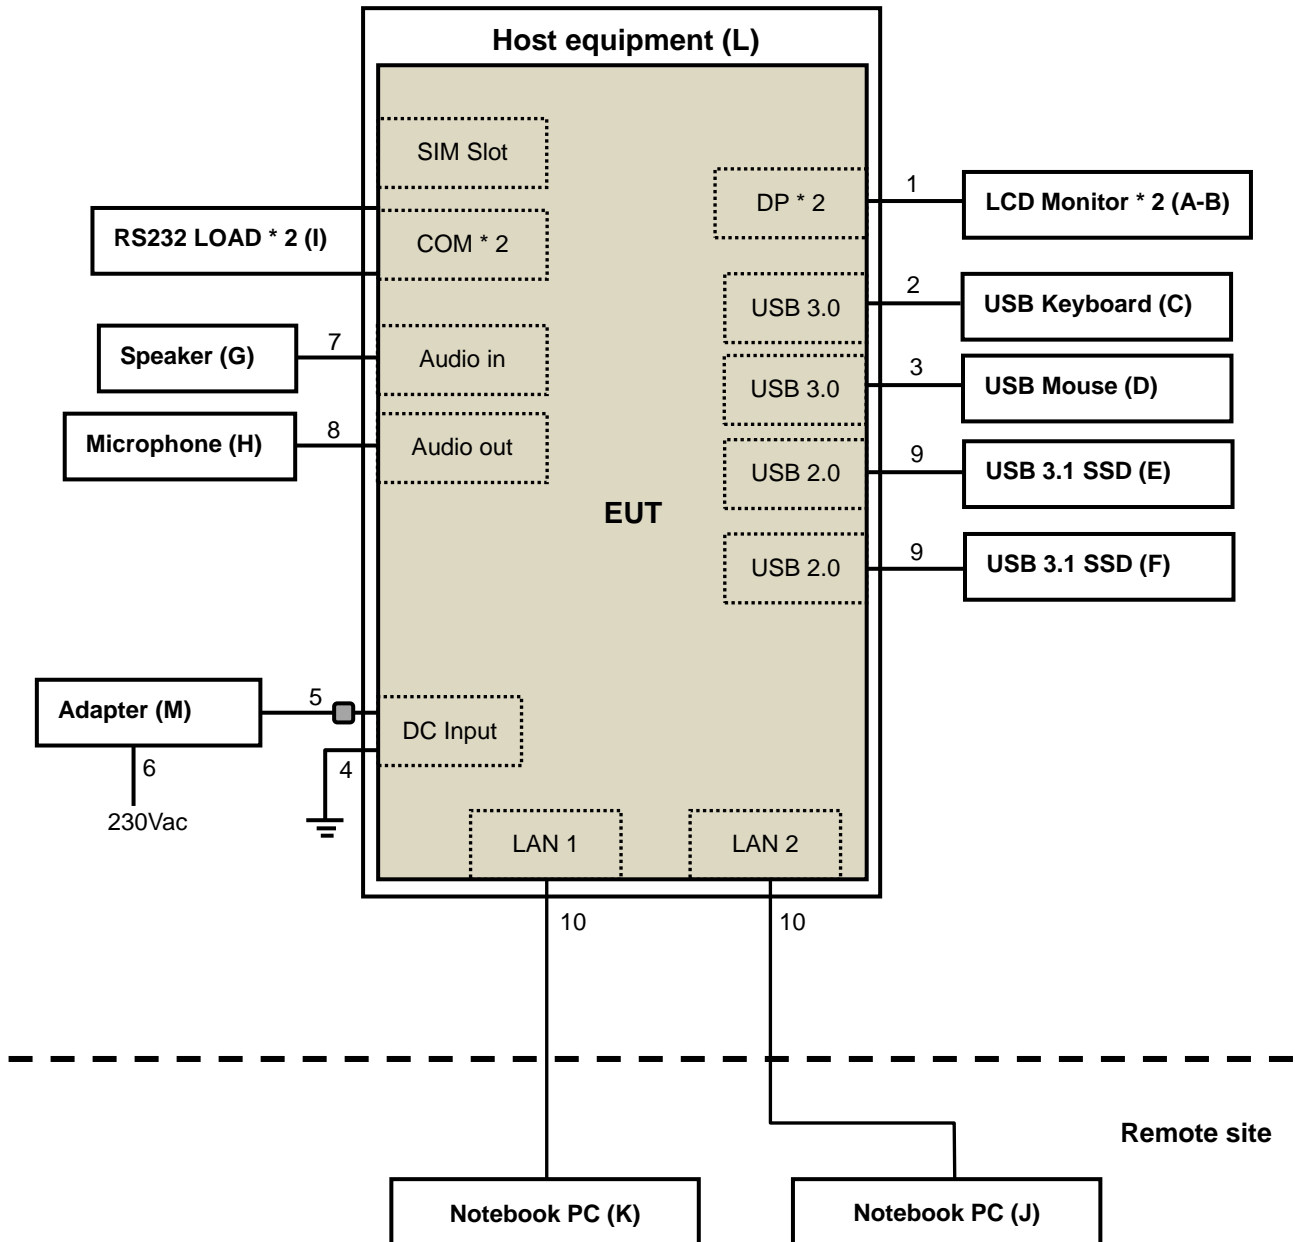 Host equipment (L)
SIM Slot
DP * 2
1
LCD Monitor * 2 (A-B)
RS232 LOAD * 2 (I)
COM * 2
USB 3.0
2
USB Keyboard (C)
Speaker (G)
7
Audio in
USB 3.0
3
USB Mouse (D)
Microphone (H)
8
Audio out
USB 2.0
9
USB 3.1 SSD (E)
EUT
USB 2.0
9
USB 3.1 SSD (F)
Adapter (M)
5
DC Input
6
4
230Vac
LAN 1
LAN 2
10
10
Remote site
Notebook PC (K)
Notebook PC (J)